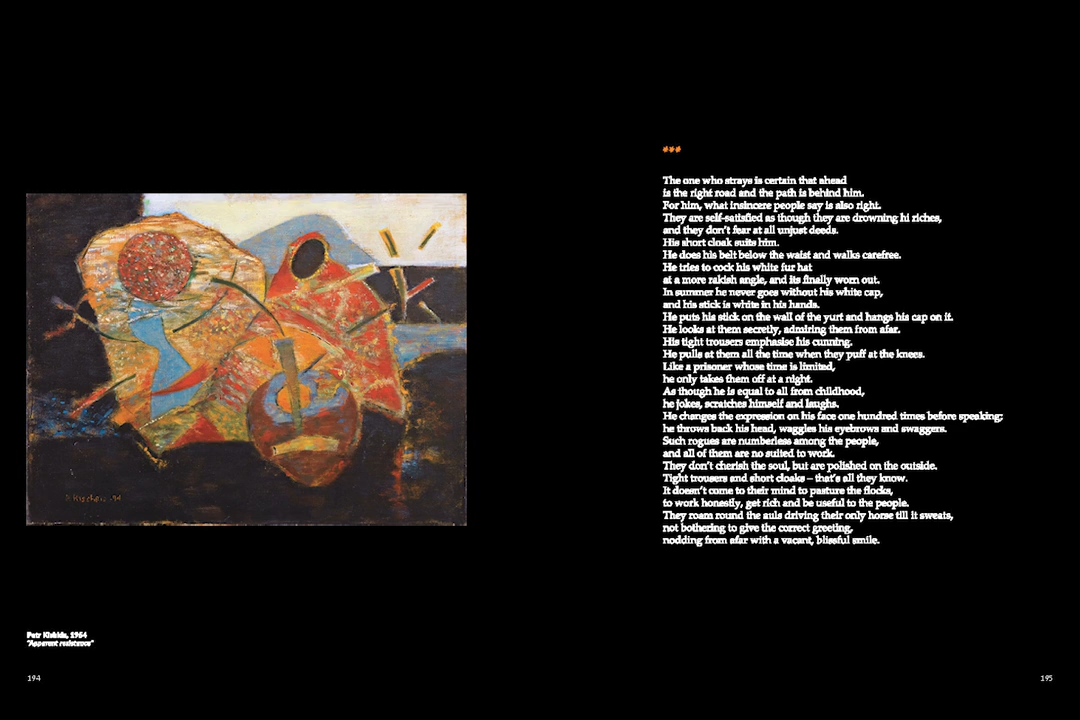 ***
The one who strays is certain that ahead
is the right road and the path is behind him.
For him, what insincere people say is also right.
They are self-satisfied as though they are drowning hi riches,
and they don't fear at all unjust deeds.
His short cloak suits him.
He does his belt below the waist and walks carefree.
He tries to cock his white fur hat
at a more rakish angle, and its finally worn out.
In summer he never goes without his white cap,
and his stick is white in his hands.
He puts his stick on the wall of the yurt and hangs his cap on it.
He looks at them secretly, admiring them from afar.
His tight trousers emphasise his cunning.
He pulls at them all the time when they puff at the knees.
Like a prisoner whose time is limited,
he only takes them off at a night.
As though he is equal to all from childhood,
he jokes, scratches himself and laughs.
He changes the expression on his face one hundred times before speaking;
he throws back his head, waggles his eyebrows and swaggers.
Such rogues are numberless among the people,
and all of them are no suited to work.
They don't cherish the soul, but are polished on the outside.
Tight trousers and short cloaks – that's all they know.
It doesn't come to their mind to pasture the flocks,
to work honestly, get rich and be useful to the people.
They roam round the auls driving their only horse till it sweats,
not bothering to give the correct greeting,
nodding from afar with a vacant, blissful smile.
Petr
"Apparent resistance"
194
195